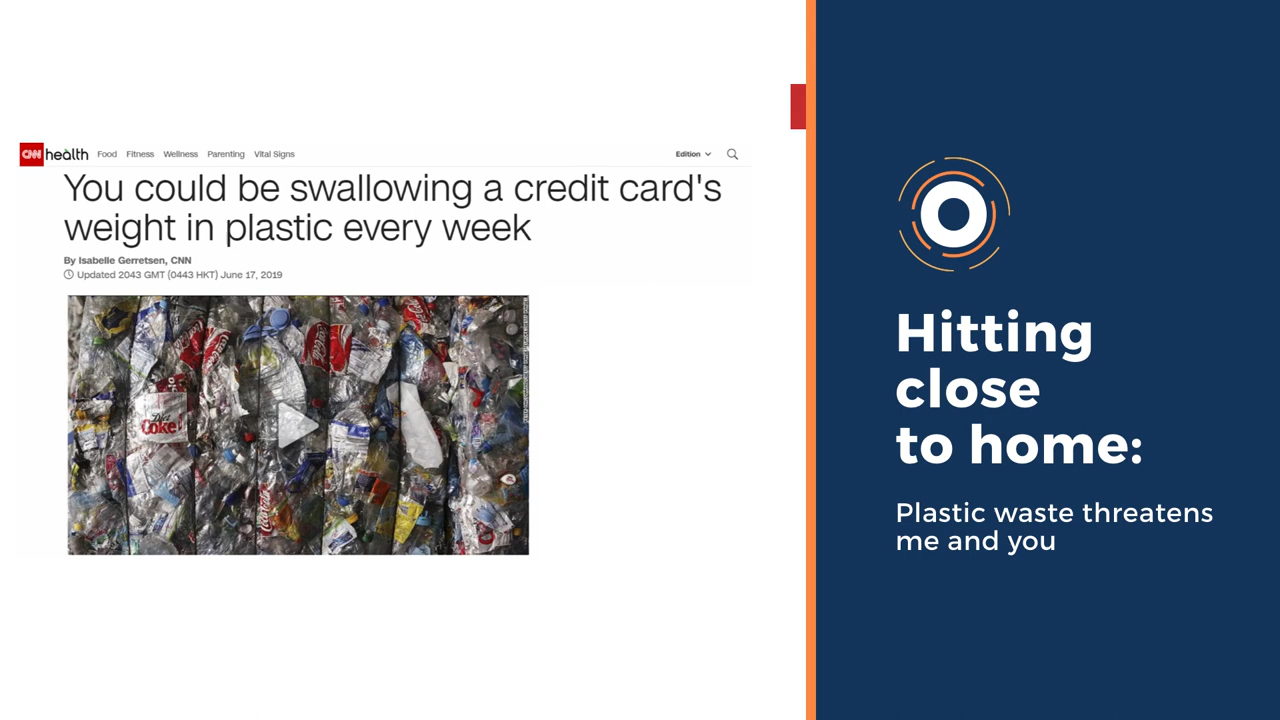 CNN health Food Fitness Wellness Parenting Vital Signs Edition
You could be swallowing a credit card's
weight in plastic every week
By Isabelle Gerretsen, CNN
Updated 2043 GMT (0443 HKT) June 17, 2019
Diet
Coke
Coca-Cola
Hitting
close
to home:
Plastic waste threatens
me and you